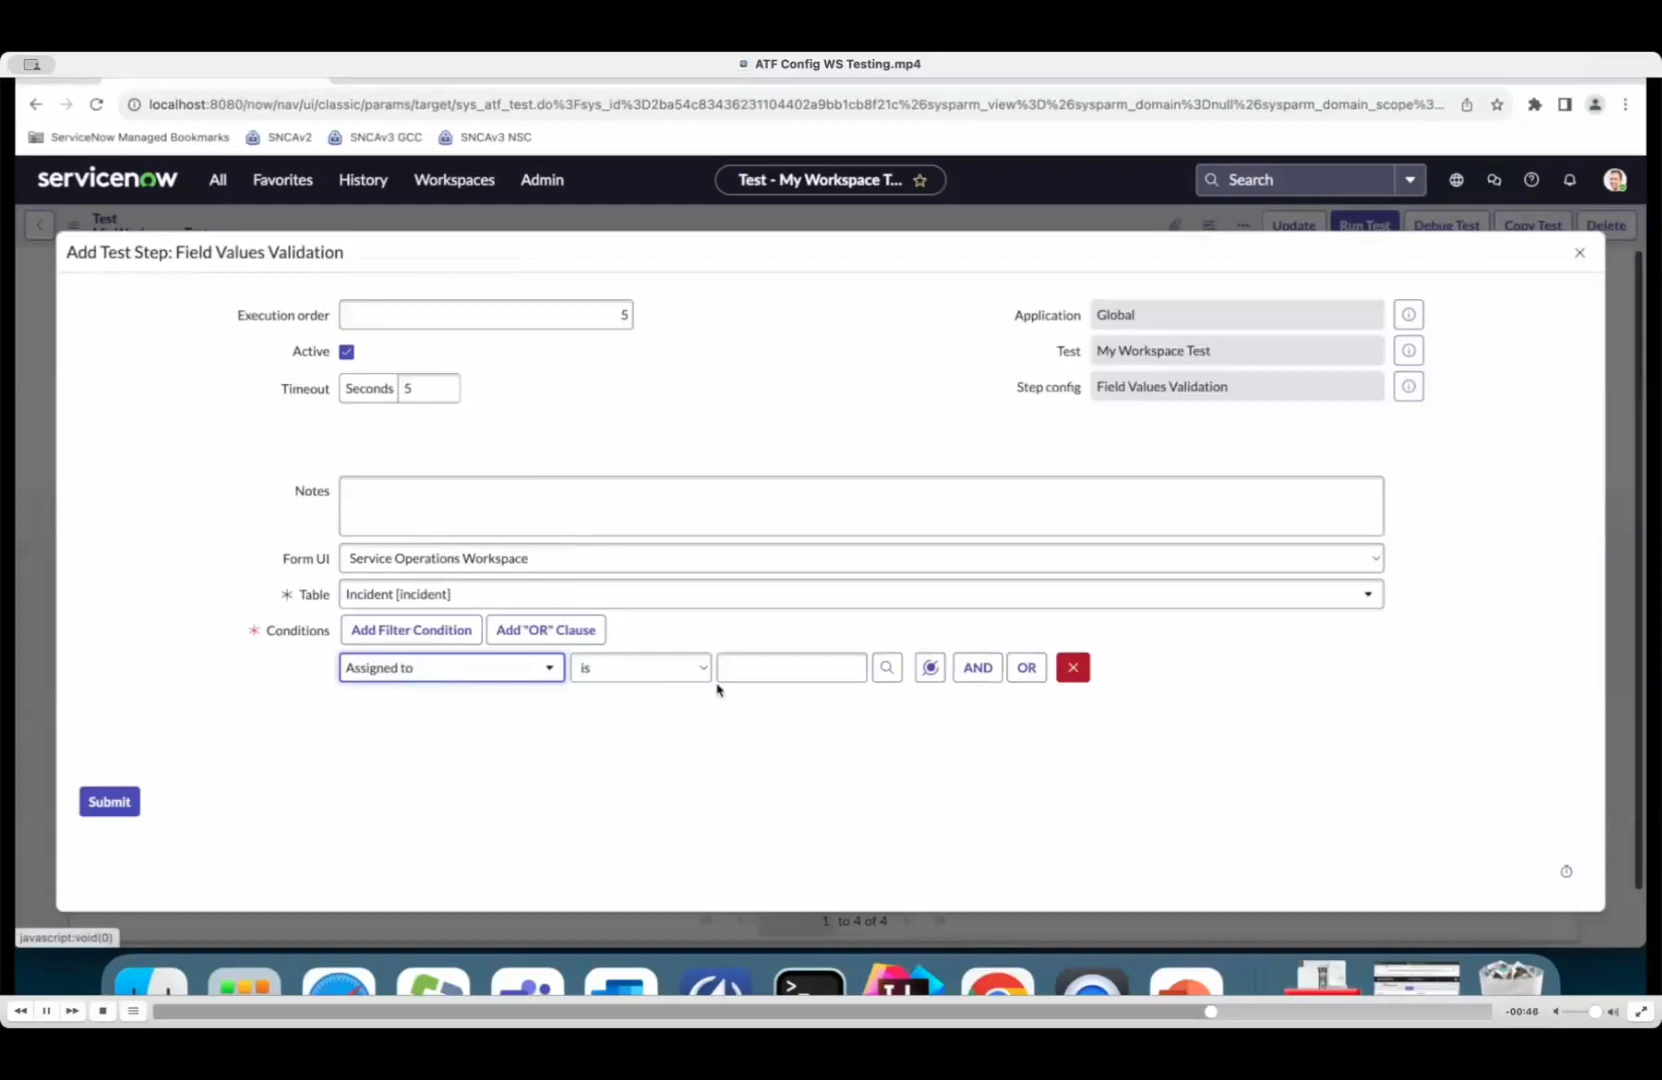 ATF Config WS Testing.mp4
localhost:8080/now/nav/ui/classic/params/target/sys_atf_test.do%3Fsys_id%3D2ba54c83436231104402a9bb1cb8f21c%26sysparm_view%3D%26sysparm_domain%3Dnull%26sysparm_domain_scope%3...
ServiceNow Managed Bookmarks SNCAv2 SNCAv3 GCC SNCAv3 NSC
servicenow All Favorites History Workspaces Admin Test - My Workspace T... Search
Test
Update Run Test Debug Test Copy Test Delete
Add Test Step: Field Values Validation
Execution order 5 Application Global
Active Test My Workspace Test
Timeout Seconds 5 Step config Field Values Validation
Notes
Form UI Service Operations Workspace
* Table Incident [incident]
* Conditions Add Filter Condition Add "OR" Clause
Assigned to is AND OR
Submit
1 to 4 of 4
javascript:void(0)
-00:46